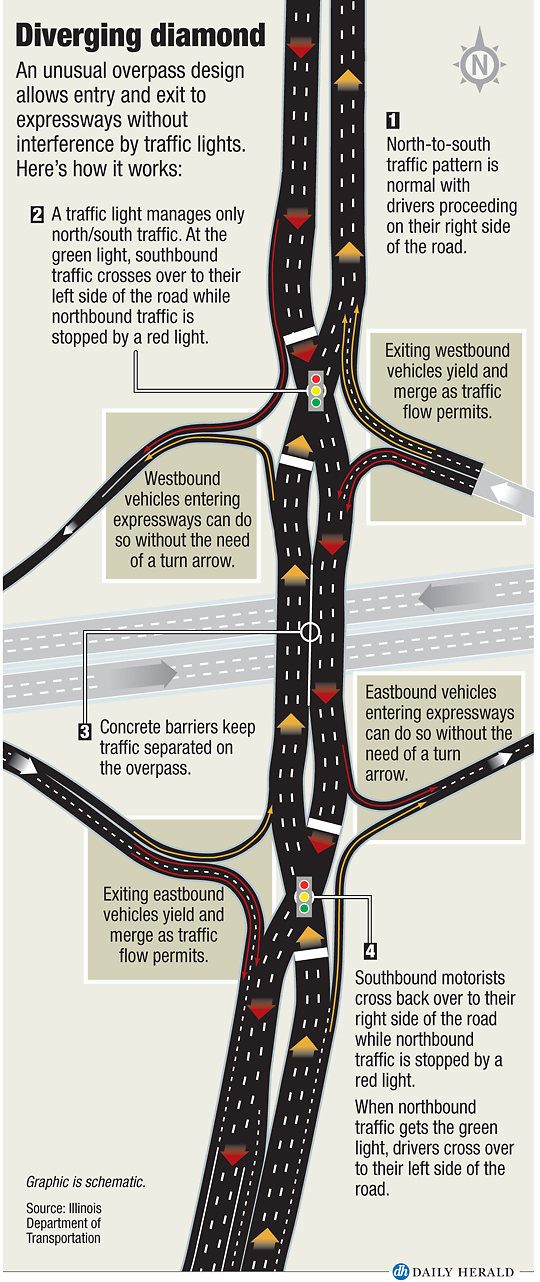 Diverging diamond
An unusual overpass design
allows entry and exit to
expressways without
interference by traffic lights.
Here's how it works:
N
1
North-to-south
traffic pattern is
normal with
drivers proceeding
on their right side
of the road.
2 A traffic light manages only
north/south traffic. At the
green light, southbound
traffic crosses over to their
left side of the road while
northbound traffic is
stopped by a red light.
Exiting westbound
vehicles yield and
merge as traffic
flow permits.
Westbound
vehicles entering
expressways can do
so without the need
of a turn arrow.
3 Concrete barriers keep
traffic separated on
the overpass.
Eastbound vehicles
entering expressways
can do so without the
need of a turn
arrow.
Exiting eastbound
vehicles yield and
merge as traffic
flow permits.
4
Southbound motorists
cross back over to their
right side of the road
while northbound
traffic is stopped by a
red light.
When northbound
traffic gets the green
light, drivers cross over
to their left side of the
road.
Graphic is schematic.
Source: Illinois
Department of
Transportation
dh DAILY HERALD